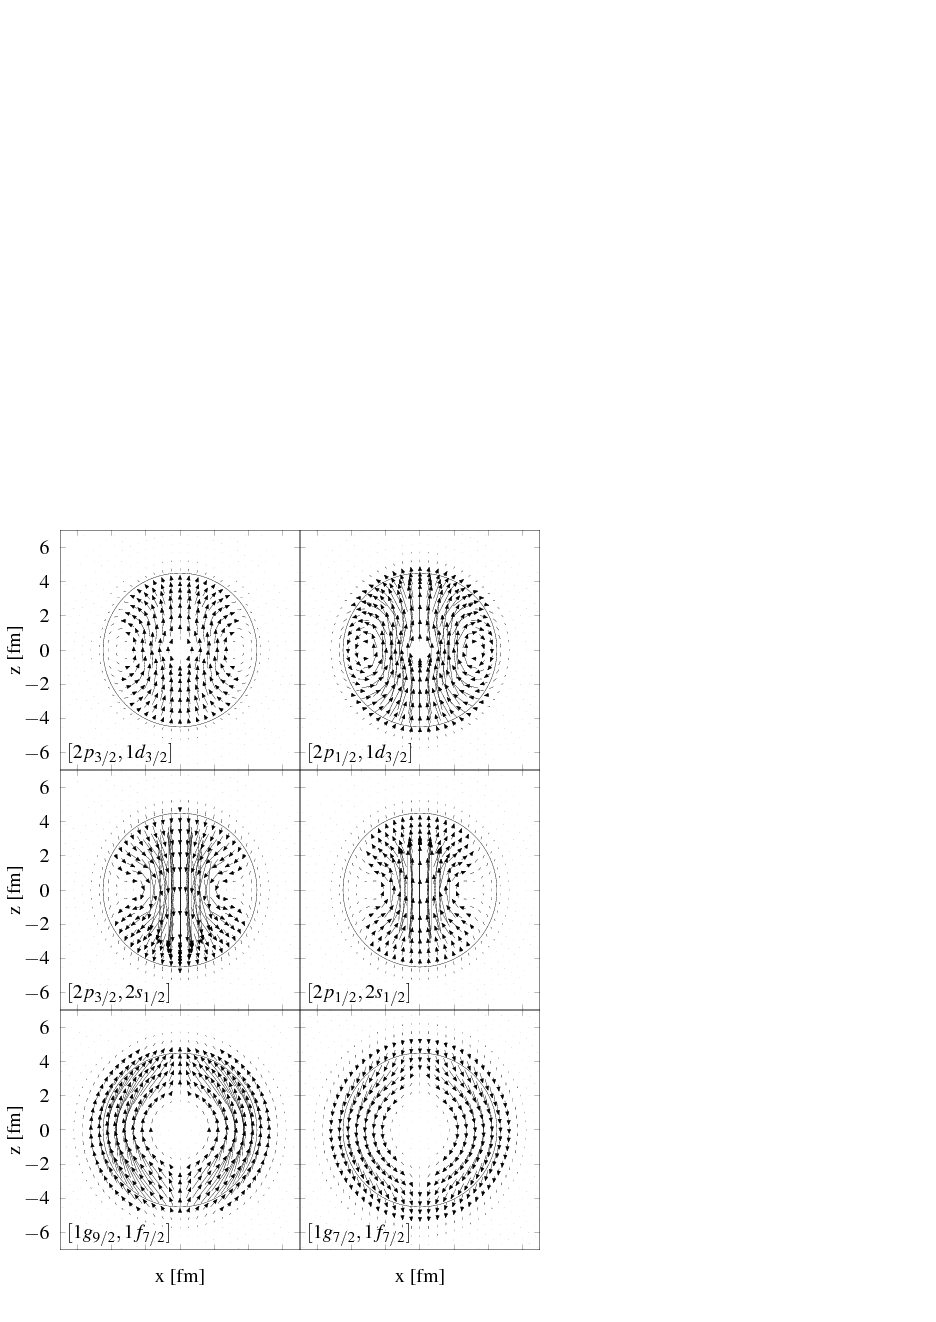 6
4
2
0
−2
−4
−6
z [fm]
[2p3/2, 1d3/2]
[2p1/2, 1d3/2]
6
4
2
0
−2
−4
−6
z [fm]
[2p3/2, 2s1/2]
[2p1/2, 2s1/2]
6
4
2
0
−2
−4
−6
z [fm]
[1g9/2, 1f7/2]
[1g7/2, 1f7/2]
x [fm]
x [fm]